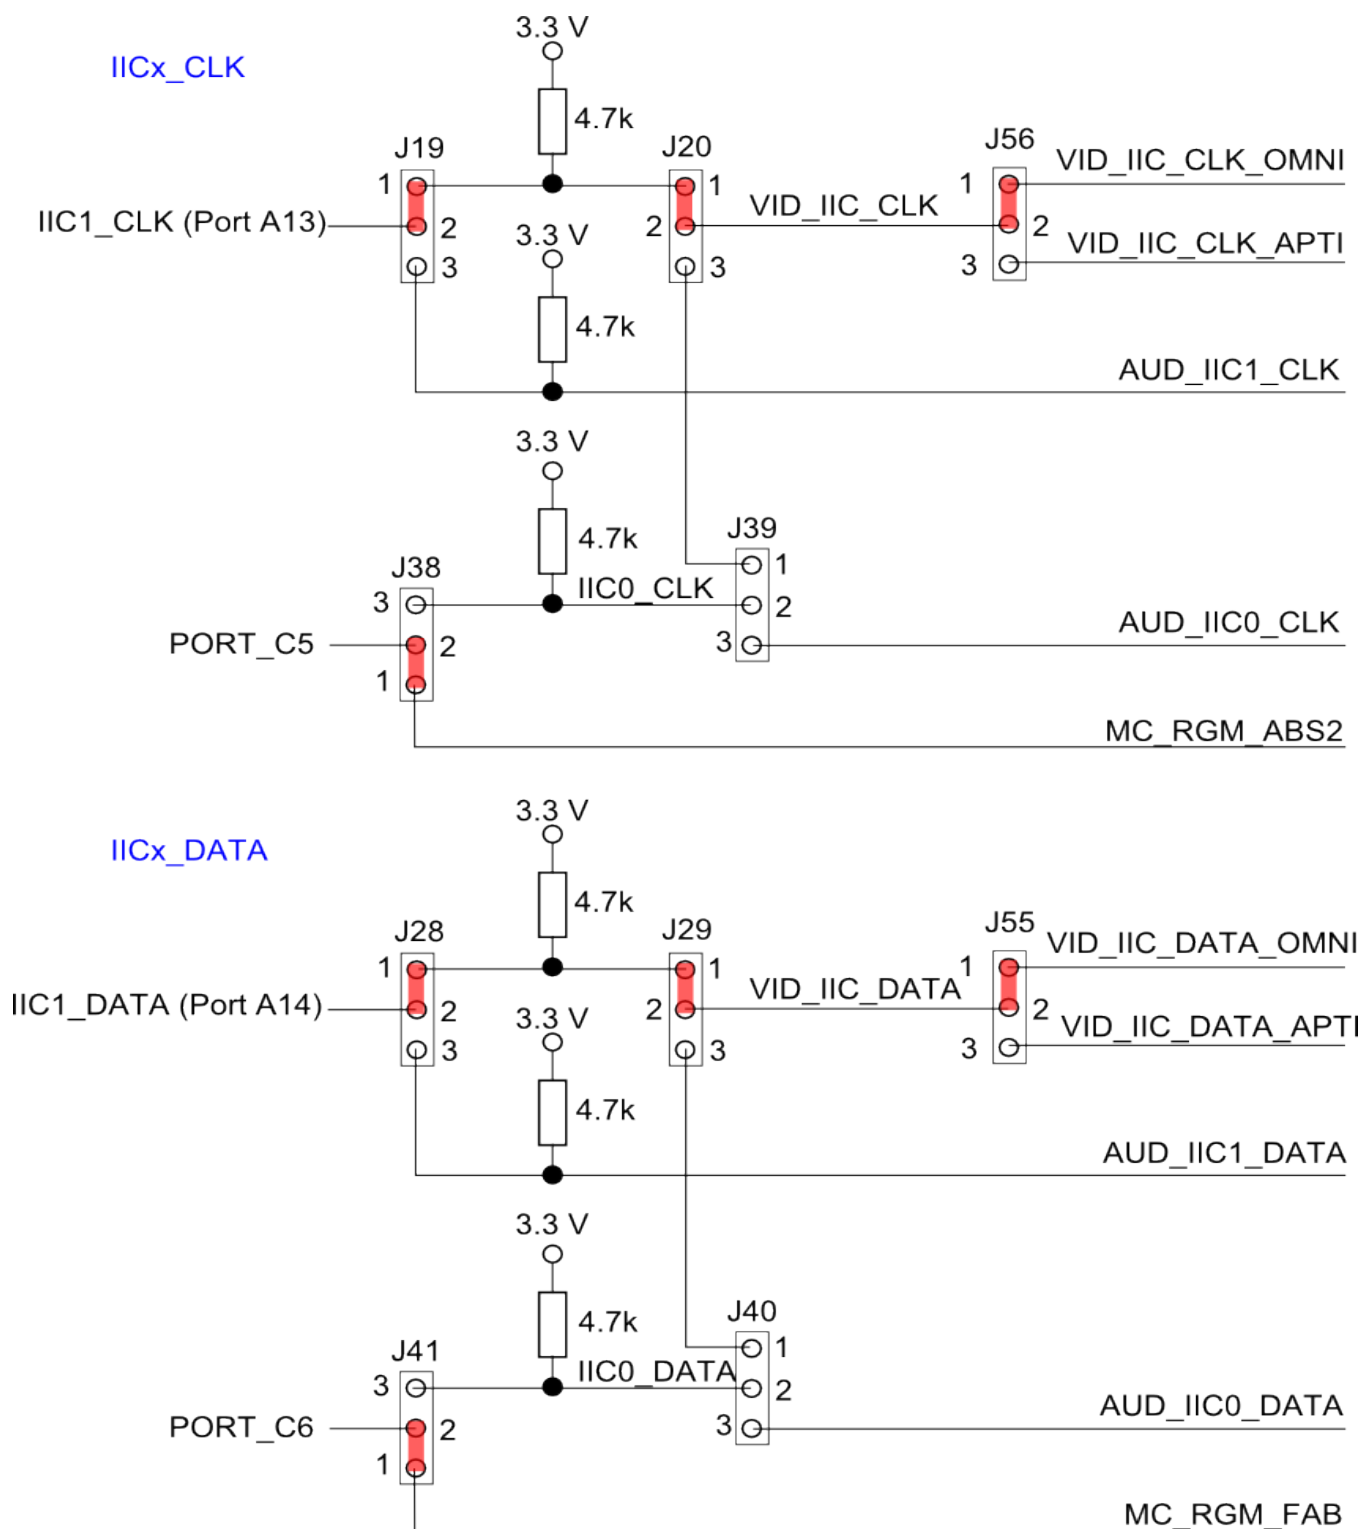 3.3 V
IICx_CLK
4.7k
J19
J20
J56
1
1
1
VID_IIC_CLK_OMNI
IIC1_CLK (Port A13)
2
3.3 V
2
VID_IIC_CLK
2
VID_IIC_CLK_APTI
3
3
3
4.7k
AUD_IIC1_CLK
3.3 V
4.7k
J39
J38
1
3
IIC0_CLK
2
PORT_C5
2
3
AUD_IIC0_CLK
1
MC_RGM_ABS2
3.3 V
IICx_DATA
4.7k
J28
J29
J55
1
1
1
VID_IIC_DATA_OMNI
IIC1_DATA (Port A14)
2
3.3 V
2
VID_IIC_DATA
2
VID_IIC_DATA_APTI
3
3
3
4.7k
AUD_IIC1_DATA
3.3 V
4.7k
J40
J41
1
3
IIC0_DATA
2
PORT_C6
2
3
AUD_IIC0_DATA
1
MC_RGM_FAB